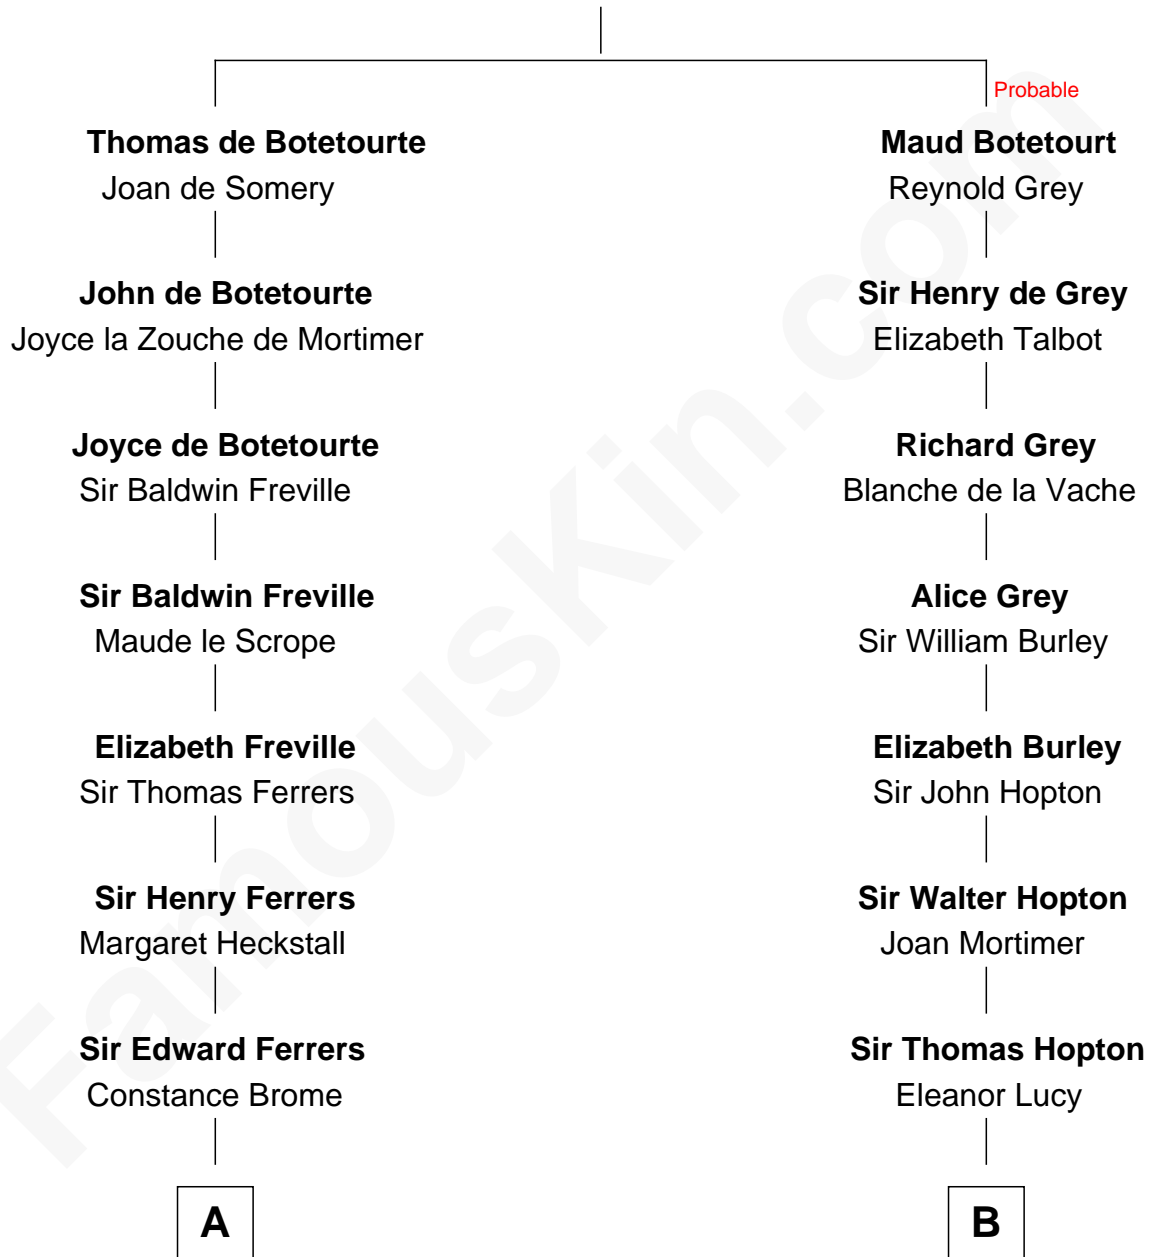 Probable
Thomas de Botetourte
Joan de Somery
Maud Botetourt
Reynold Grey
John de Botetourte
Joyce la Zouche de Mortimer
Sir Henry de Grey
Elizabeth Talbot
Joyce de Botetourte
Sir Baldwin Freville
Richard Grey
Blanche de la Vache
Sir Baldwin Freville
Maude le Scrope
Alice Grey
Sir William Burley
Elizabeth Freville
Sir Thomas Ferrers
Elizabeth Burley
Sir John Hopton
Sir Henry Ferrers
Margaret Heckstall
Sir Walter Hopton
Joan Mortimer
Sir Edward Ferrers
Constance Brome
Sir Thomas Hopton
Eleanor Lucy
A
B
FamousKin.com